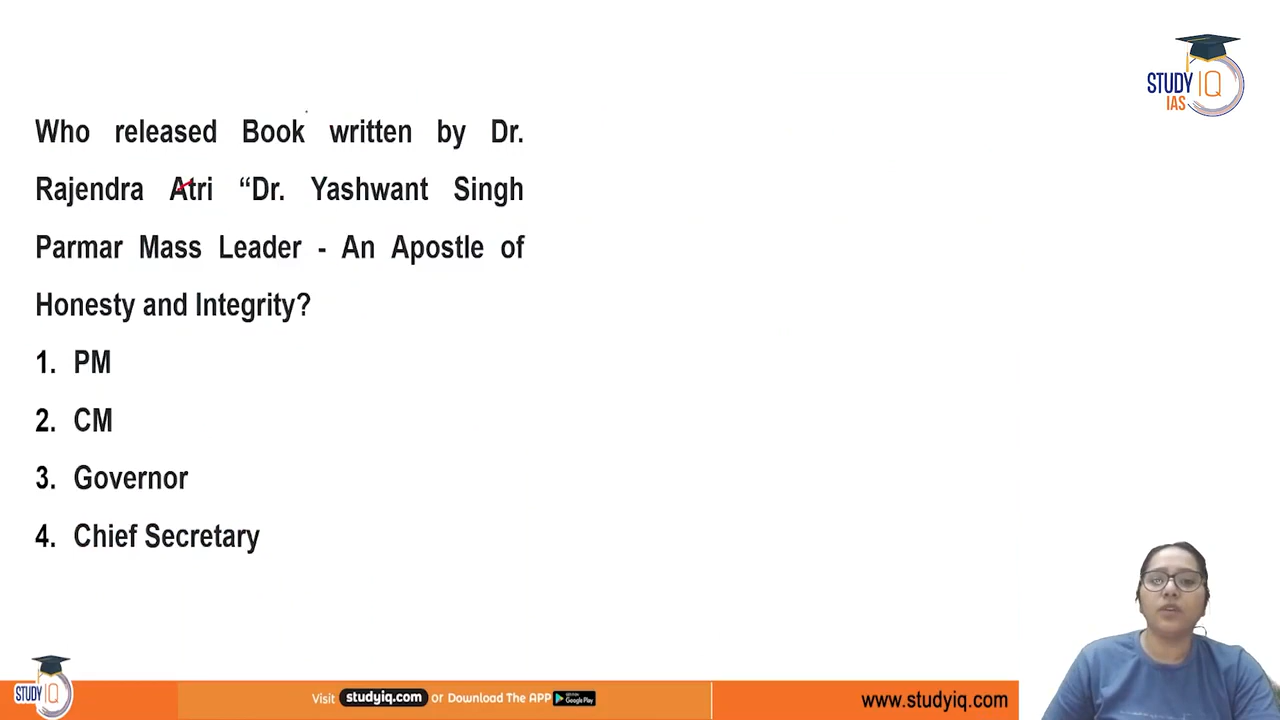 STUDY IQ
IAS
Who released Book written by Dr.
Rajendra Atri “Dr. Yashwant Singh
Parmar Mass Leader - An Apostle of
Honesty and Integrity?
1. PM
2. CM
3. Governor
4. Chief Secretary
STUDY IQ
Visit studyiq.com or Download The APP Google Play
www.studyiq.com